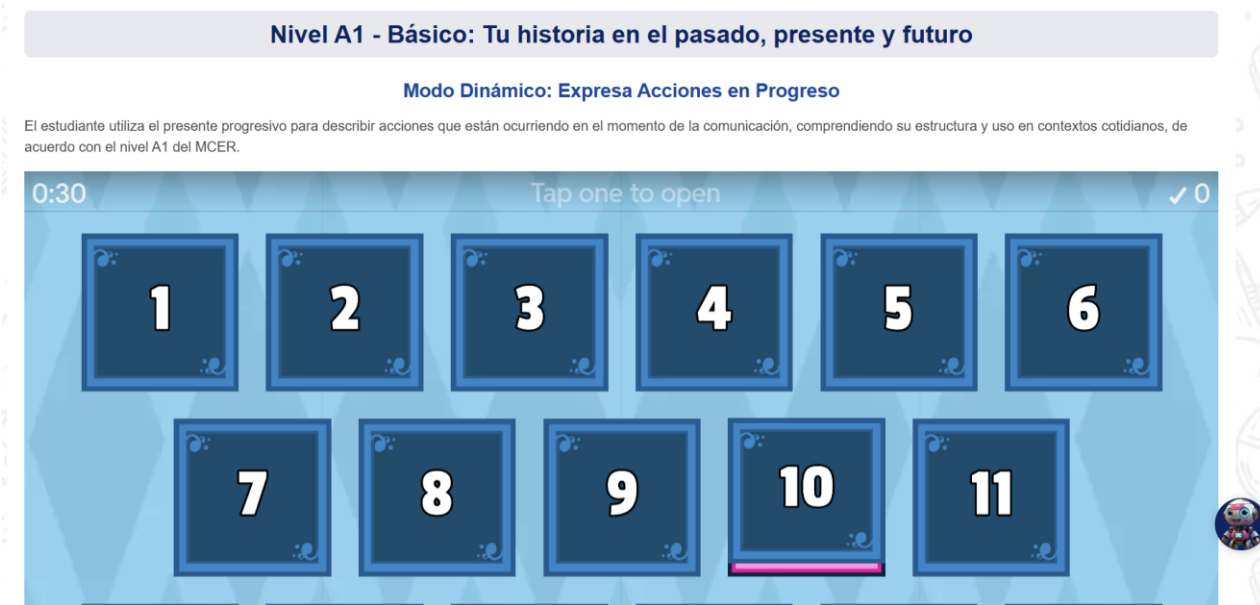 Nivel A1 - Básico: Tu historia en el pasado, presente y futuro
Modo Dinámico: Expresa Acciones en Progreso
El estudiante utiliza el presente progresivo para describir acciones que están ocurriendo en el momento de la comunicación, comprendiendo su estructura y uso en contextos cotidianos, de
acuerdo con el nivel A1 del MCER.
0:30 Tap one to open ✓ 0
1 2 3 4 5 6
7 8 9 10 11